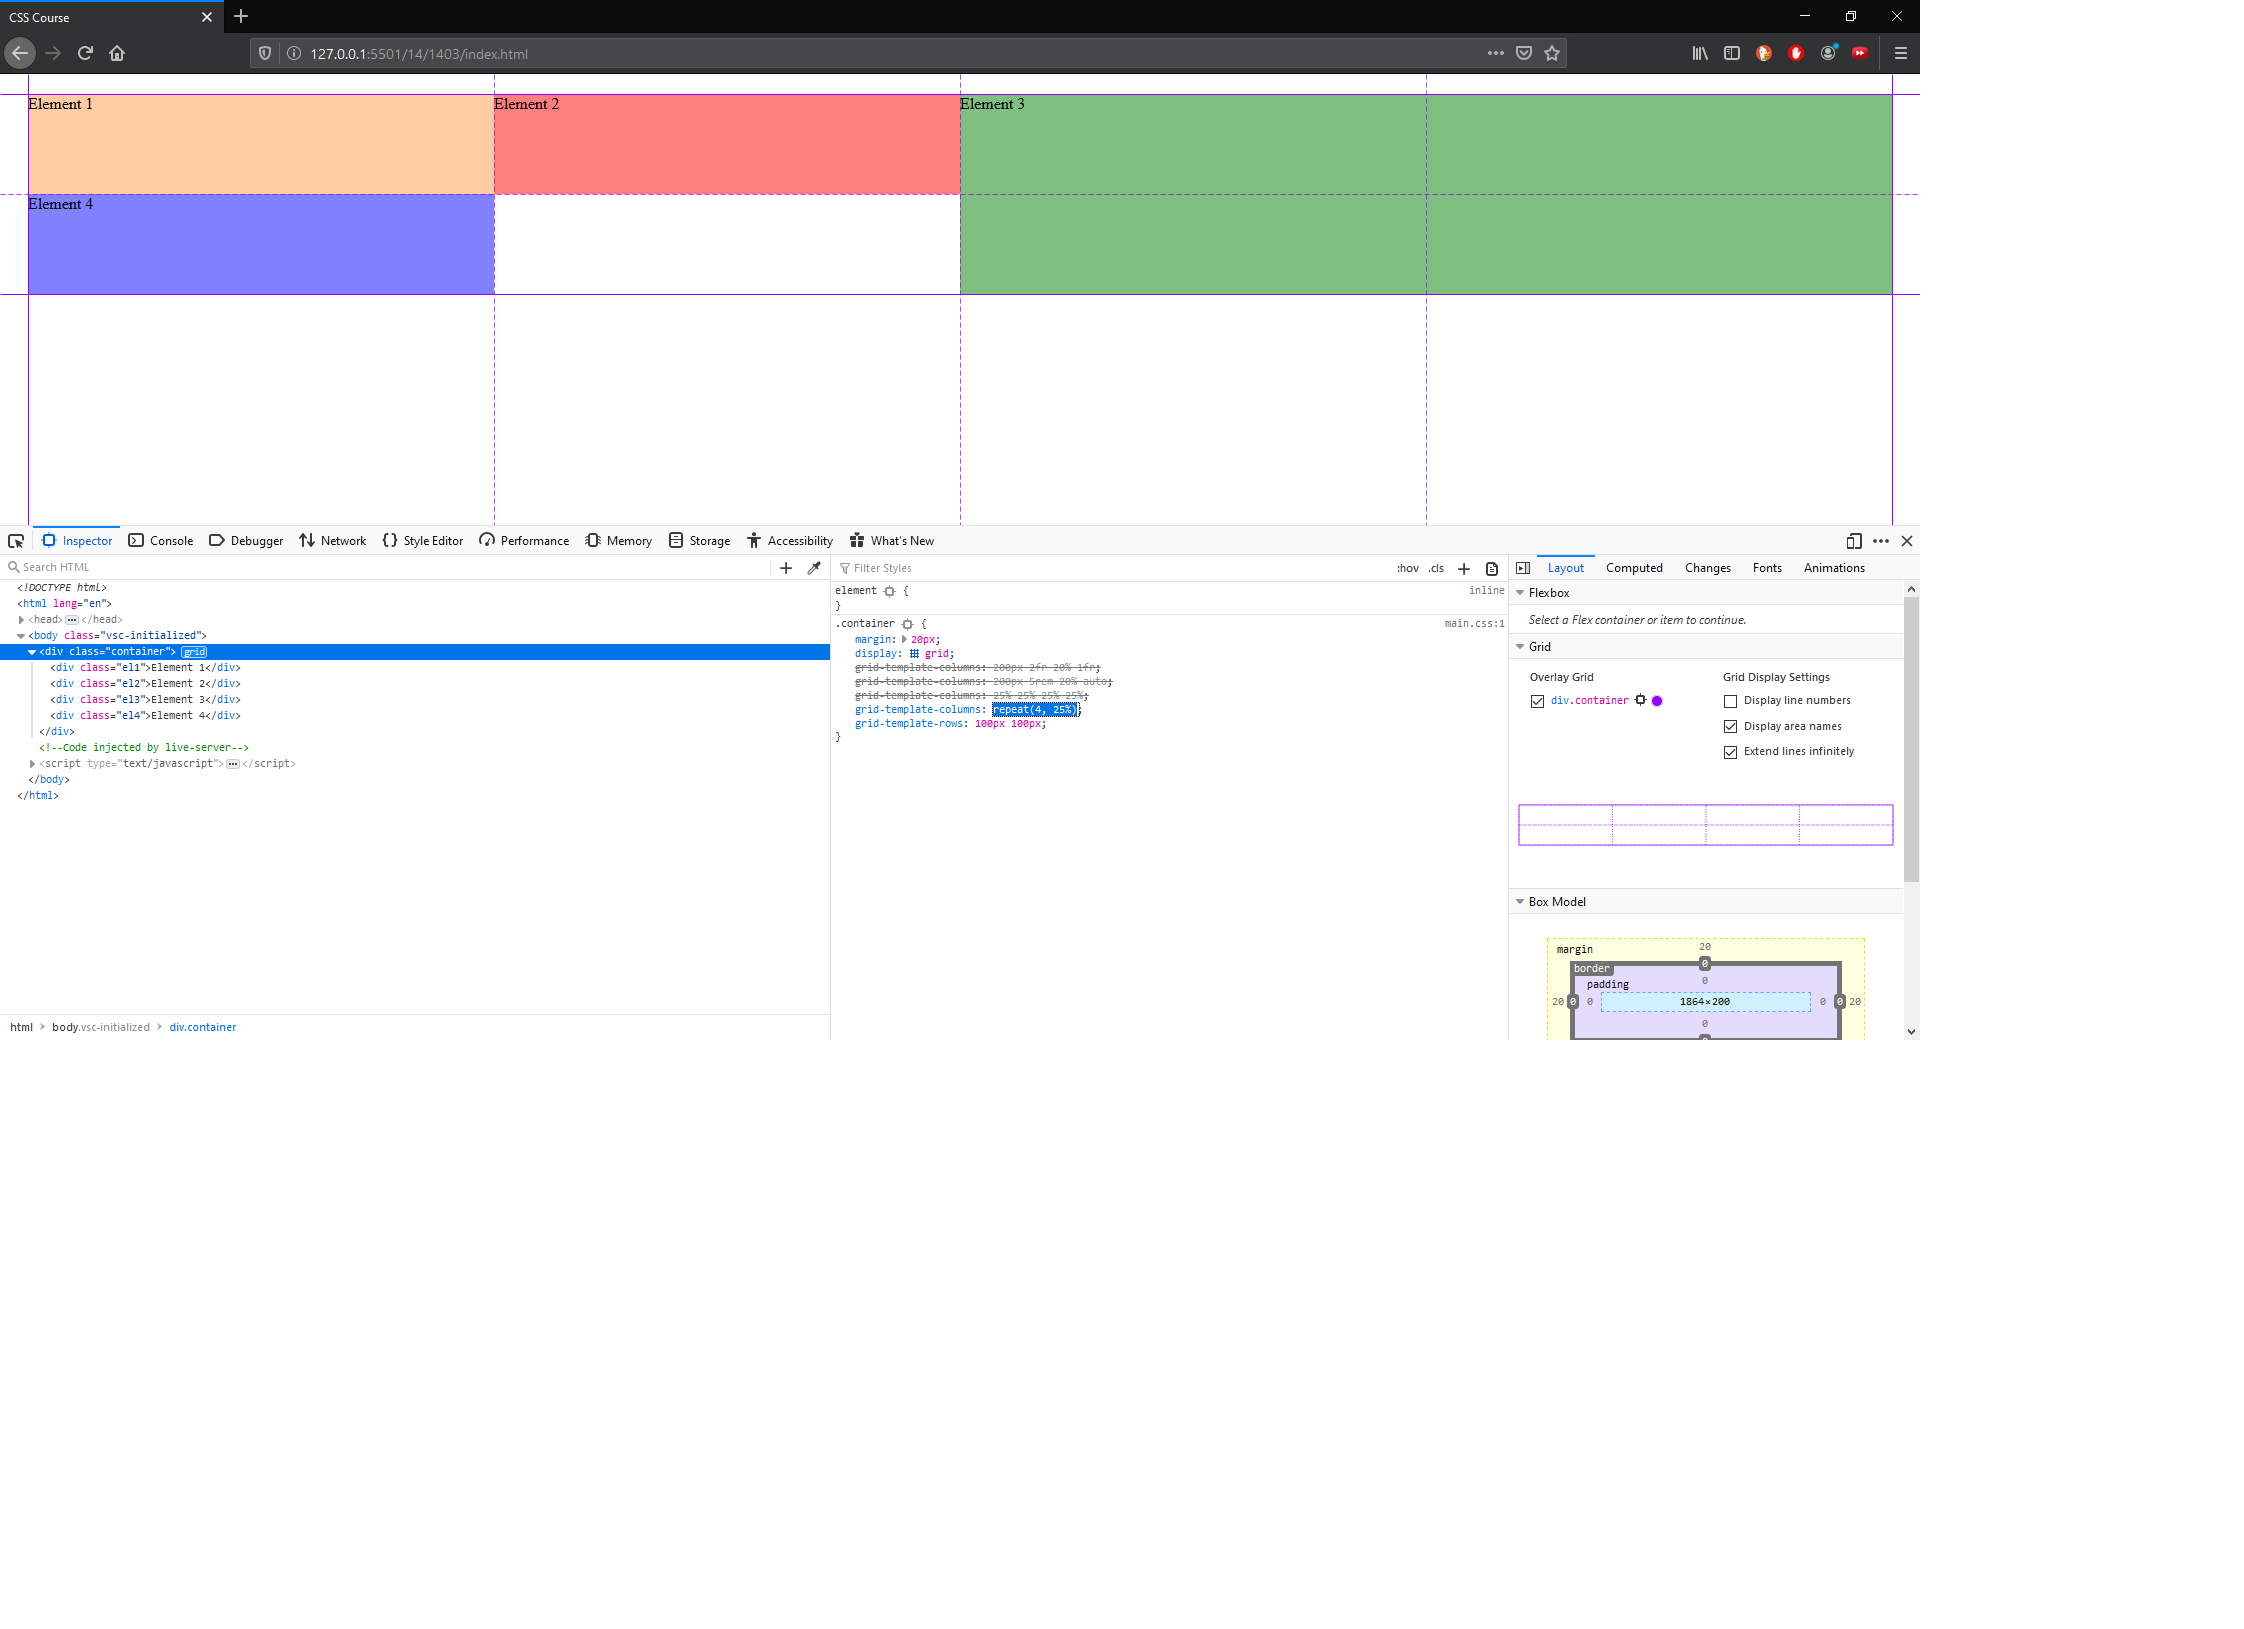 CSS Course
127.0.0.1:5501/14/1403/index.html
Element 1
Element 2
Element 3
Element 4
Inspector
Console
Debugger
Network
Style Editor
Performance
Memory
Storage
Accessibility
What's New
Search HTML
<!DOCTYPE html>
<html lang="en">
<head> ••• </head>
<body class="vsc-initialized">
<div class="container"> grid
<div class="el1">Element 1</div>
<div class="el2">Element 2</div>
<div class="el3">Element 3</div>
<div class="el4">Element 4</div>
</div>
<!--Code injected by live-server-->
<script type="text/javascript"> ••• </script>
</body>
</html>
html > body.vsc-initialized > div.container
Filter Styles
:hov .cls
element {
inline
}
.container {
main.css:1
margin: 20px;
display: grid;
grid-template-columns: 200px 2fr 20% 1fr;
grid-template-columns: 200px 5rem 20% auto;
grid-template-columns: 25% 25% 25% 25%;
grid-template-columns: repeat(4, 25%);
grid-template-rows: 100px 100px;
}
Layout
Computed
Changes
Fonts
Animations
Flexbox
Select a Flex container or item to continue.
Grid
Overlay Grid
div.container
Grid Display Settings
Display line numbers
Display area names
Extend lines infinitely
Box Model
margin
20
border
0
padding
0
20
0
0
1864×200
0
0
20
0